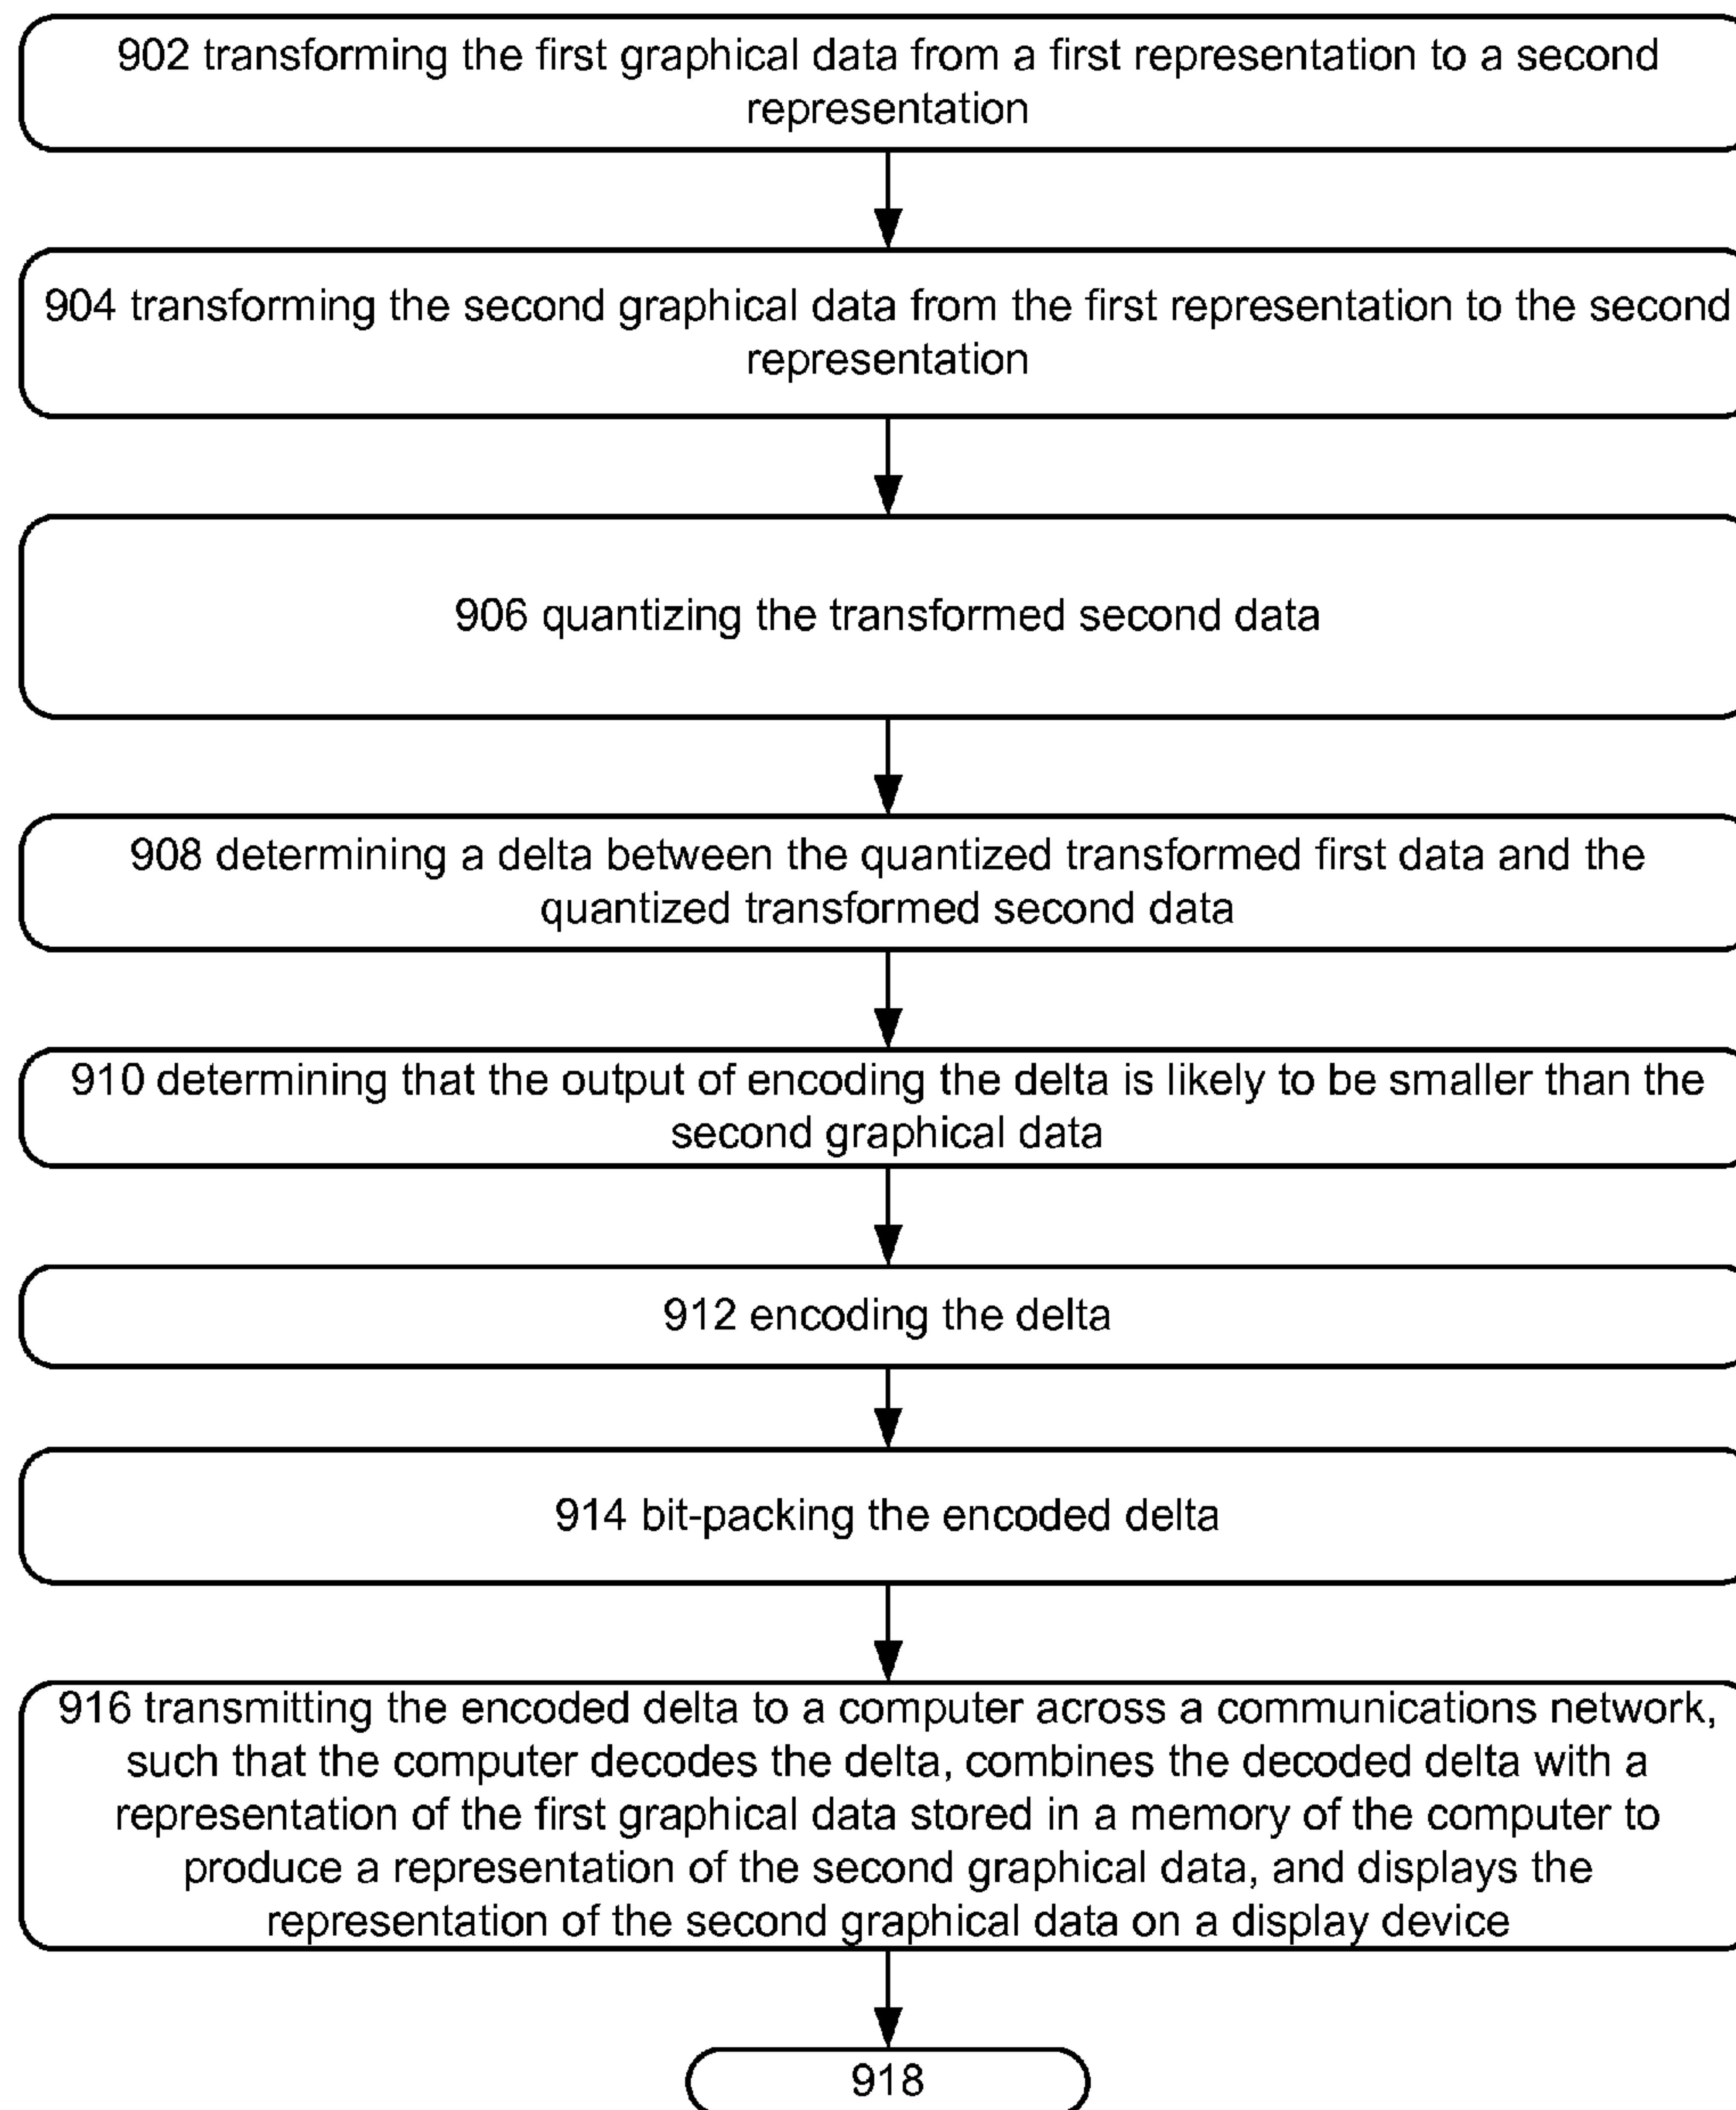 902 transforming the first graphical data from a first representation to a second
representation
904 transforming the second graphical data from the first representation to the second
representation
906 quantizing the transformed second data
908 determining a delta between the quantized transformed first data and the
quantized transformed second data
910 determining that the output of encoding the delta is likely to be smaller than the
second graphical data
912 encoding the delta
914 bit-packing the encoded delta
916 transmitting the encoded delta to a computer across a communications network,
such that the computer decodes the delta, combines the decoded delta with a
representation of the first graphical data stored in a memory of the computer to
produce a representation of the second graphical data, and displays the
representation of the second graphical data on a display device
918